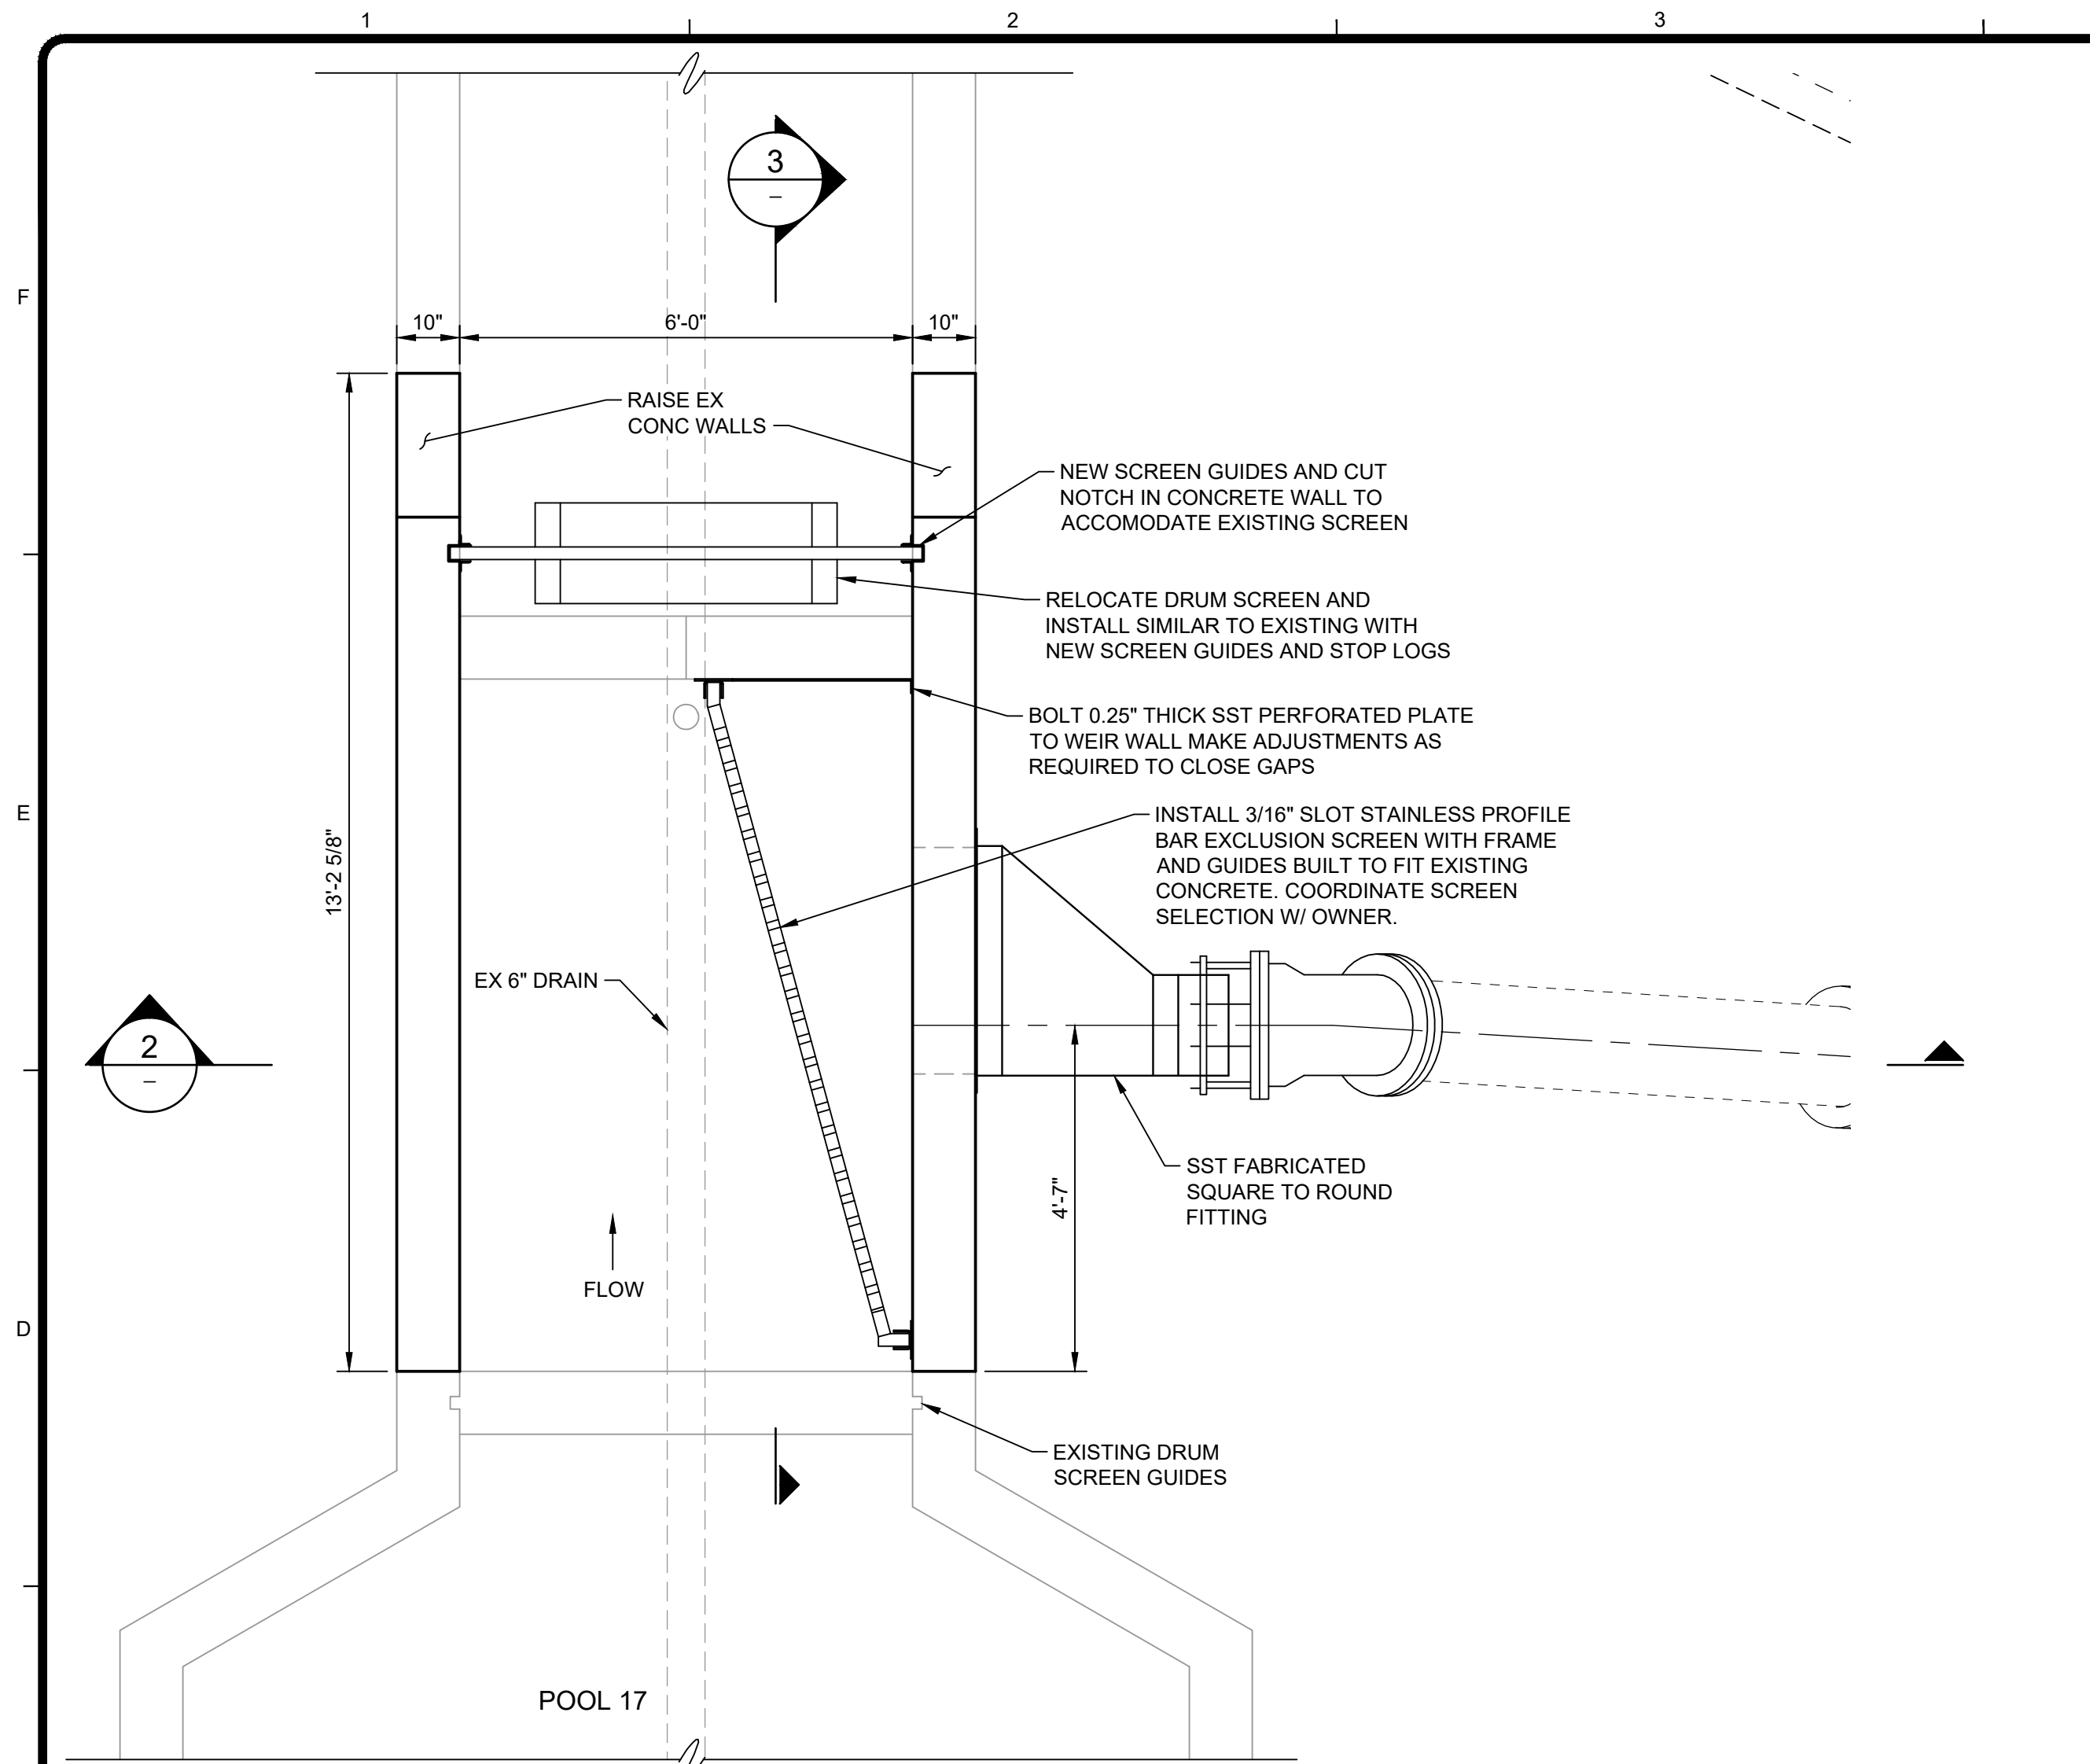 1
2
3
3
–
F
10"
6'-0"
10"
RAISE EX
CONC WALLS
NEW SCREEN GUIDES AND CUT
NOTCH IN CONCRETE WALL TO
ACCOMODATE EXISTING SCREEN
RELOCATE DRUM SCREEN AND
INSTALL SIMILAR TO EXISTING WITH
NEW SCREEN GUIDES AND STOP LOGS
BOLT 0.25" THICK SST PERFORATED PLATE
TO WEIR WALL MAKE ADJUSTMENTS AS
REQUIRED TO CLOSE GAPS
E
INSTALL 3/16" SLOT STAINLESS PROFILE
BAR EXCLUSION SCREEN WITH FRAME
AND GUIDES BUILT TO FIT EXISTING
CONCRETE. COORDINATE SCREEN
SELECTION W/ OWNER.
13'-2 5/8"
EX 6" DRAIN
2
–
SST FABRICATED
SQUARE TO ROUND
FITTING
4'-7"
FLOW
D
EXISTING DRUM
SCREEN GUIDES
POOL 17